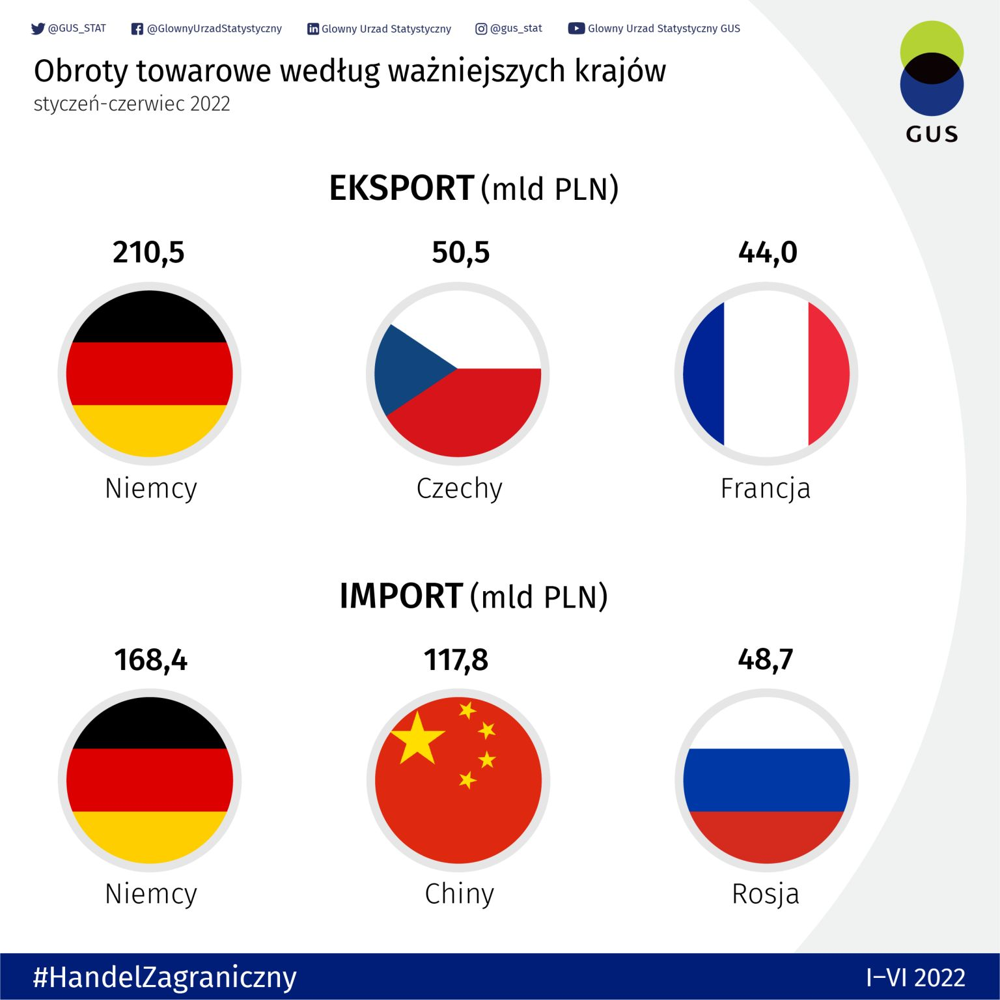 @GUS_STAT @GlownyUrzadStatystyczny Glowny Urzad Statystyczny @gus_stat Glowny Urzad Statystyczny GUS
Obroty towarowe według ważniejszych krajów
styczeń-czerwiec 2022
GUS
EKSPORT (mld PLN)
210,5 50,5 44,0
Niemcy Czechy Francja
IMPORT (mld PLN)
168,4 117,8 48,7
Niemcy Chiny Rosja
#HandelZagraniczny I–VI 2022